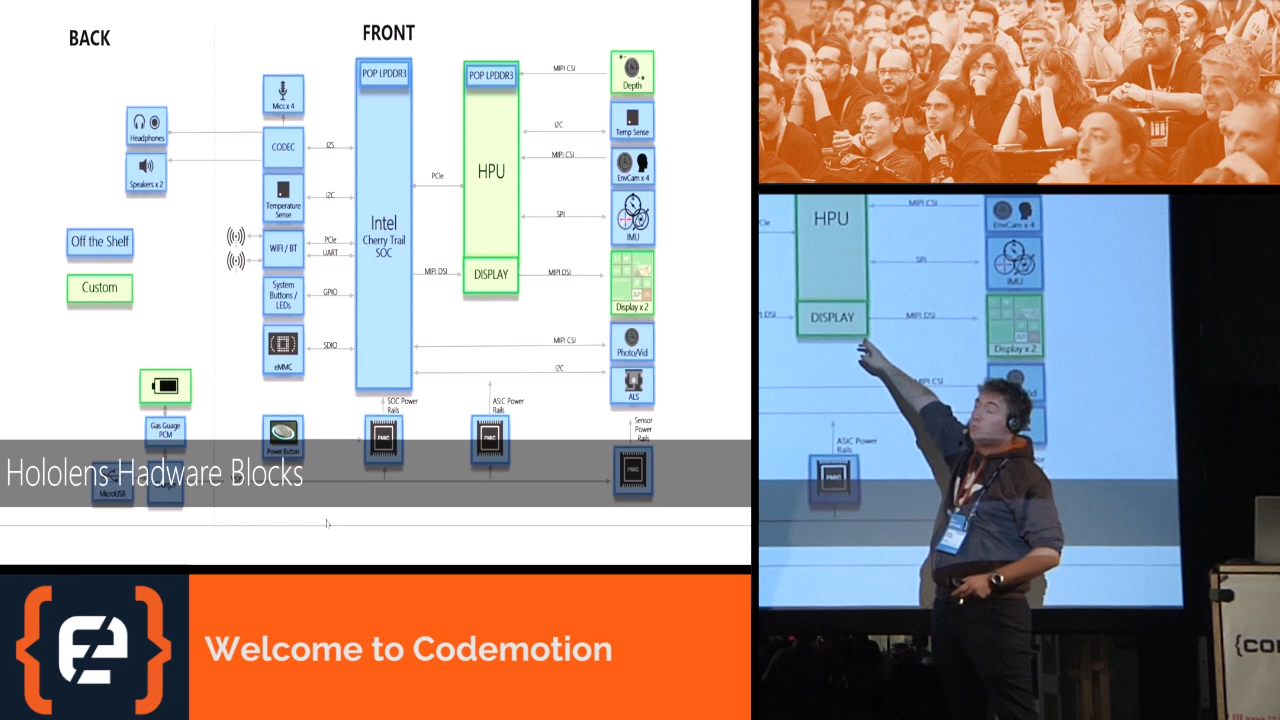 BACK
FRONT
Mics x 4
Headphones
CODEC
Speakers x 2
Temperature
Sense
Off the Shelf
WIFI / BT
Custom
System
Buttons /
LEDs
eMMC
Gas Guage
PCM
Power Button
MicroUSB
I2S
I2C
PCIe
UART
GPIO
SDIO
POP LPDDR3
Intel
Cherry Trail
SOC
SOC Power
Rails
PMIC
PCIe
MIPI DSI
POP LPDDR3
HPU
DISPLAY
ASIC Power
Rails
PMIC
MIPI CSI
I2C
MIPI CSI
SPI
MIPI DSI
MIPI CSI
I2C
Depth
Temp Sense
EnvCam x 4
IMU
Display x 2
Photo/Vid
ALS
Sensor
Power
Rails
PMIC
Hololens Hadware Blocks
Welcome to Codemotion
HPU
MIPI CSI
EnvCam x 4
SPI
IMU
DISPLAY
MIPI DSI
Display x 2
ASIC Power
Rails
PMIC